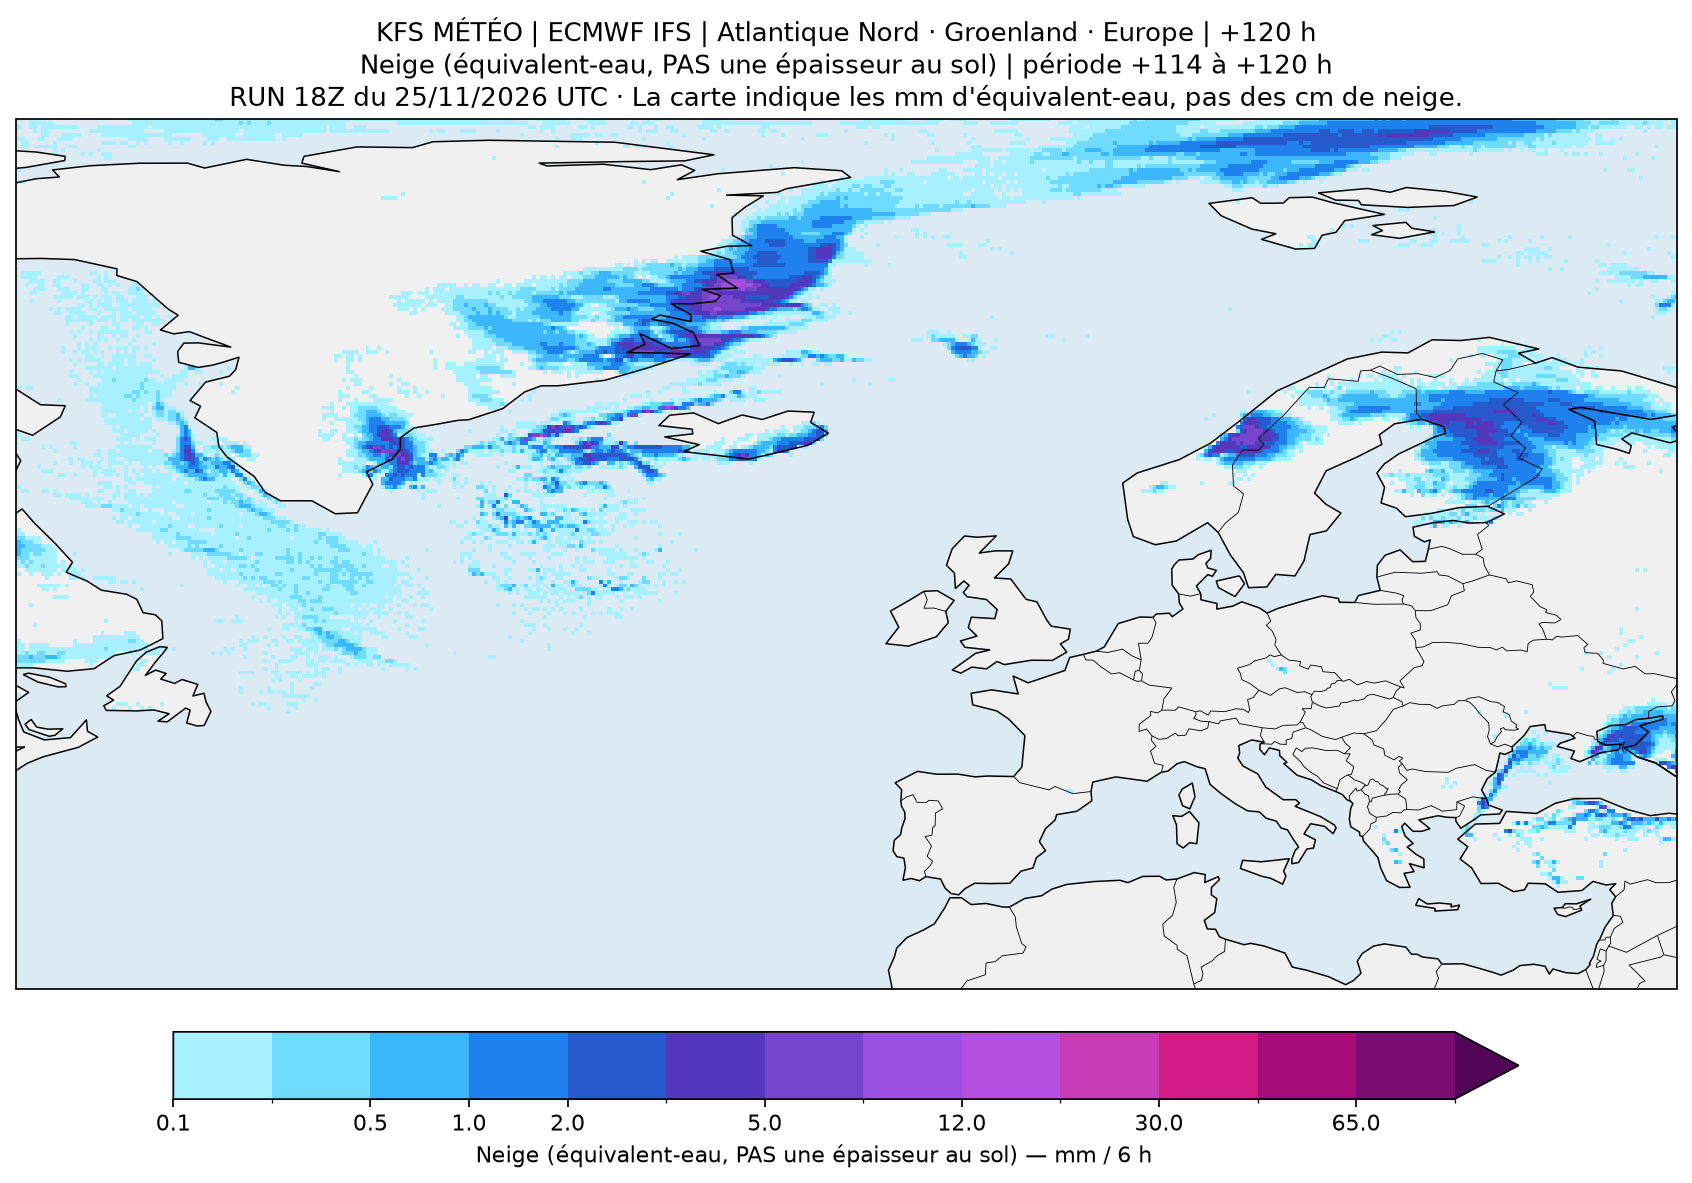 KFS MÉTÉO | ECMWF IFS | Atlantique Nord · Groenland · Europe | +120 h
Neige (équivalent-eau, PAS une épaisseur au sol) | période +114 à +120 h
RUN 18Z du 25/11/2026 UTC · La carte indique les mm d'équivalent-eau, pas des cm de neige.
0.1 0.5 1.0 2.0 5.0 12.0 30.0 65.0
Neige (équivalent-eau, PAS une épaisseur au sol) — mm / 6 h